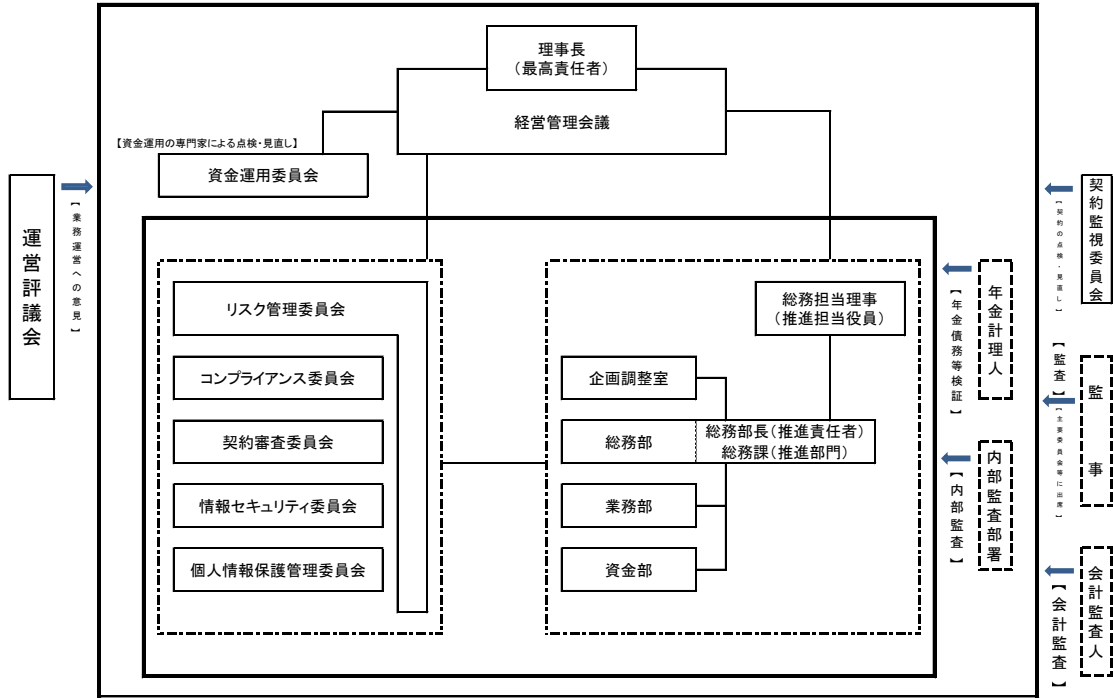 理事長
（最高責任者）
経営管理会議
【資金運用の専門家による点検・見直し】
資金運用委員会
運営評議会
【業務運営への意見】
リスク管理委員会
コンプライアンス委員会
契約審査委員会
情報セキュリティ委員会
個人情報保護管理委員会
総務担当理事
（推進担当役員）
企画調整室
総務部
総務部長（推進責任者）
総務課（推進部門）
業務部
資金部
年金計理人
【年金債務等検証】
内部監査部署
【内部監査】
契約監視委員会
【契約の点検・見直し】
監事
【監査】
【主要委員会等に出席】
会計監査人
【会計監査】